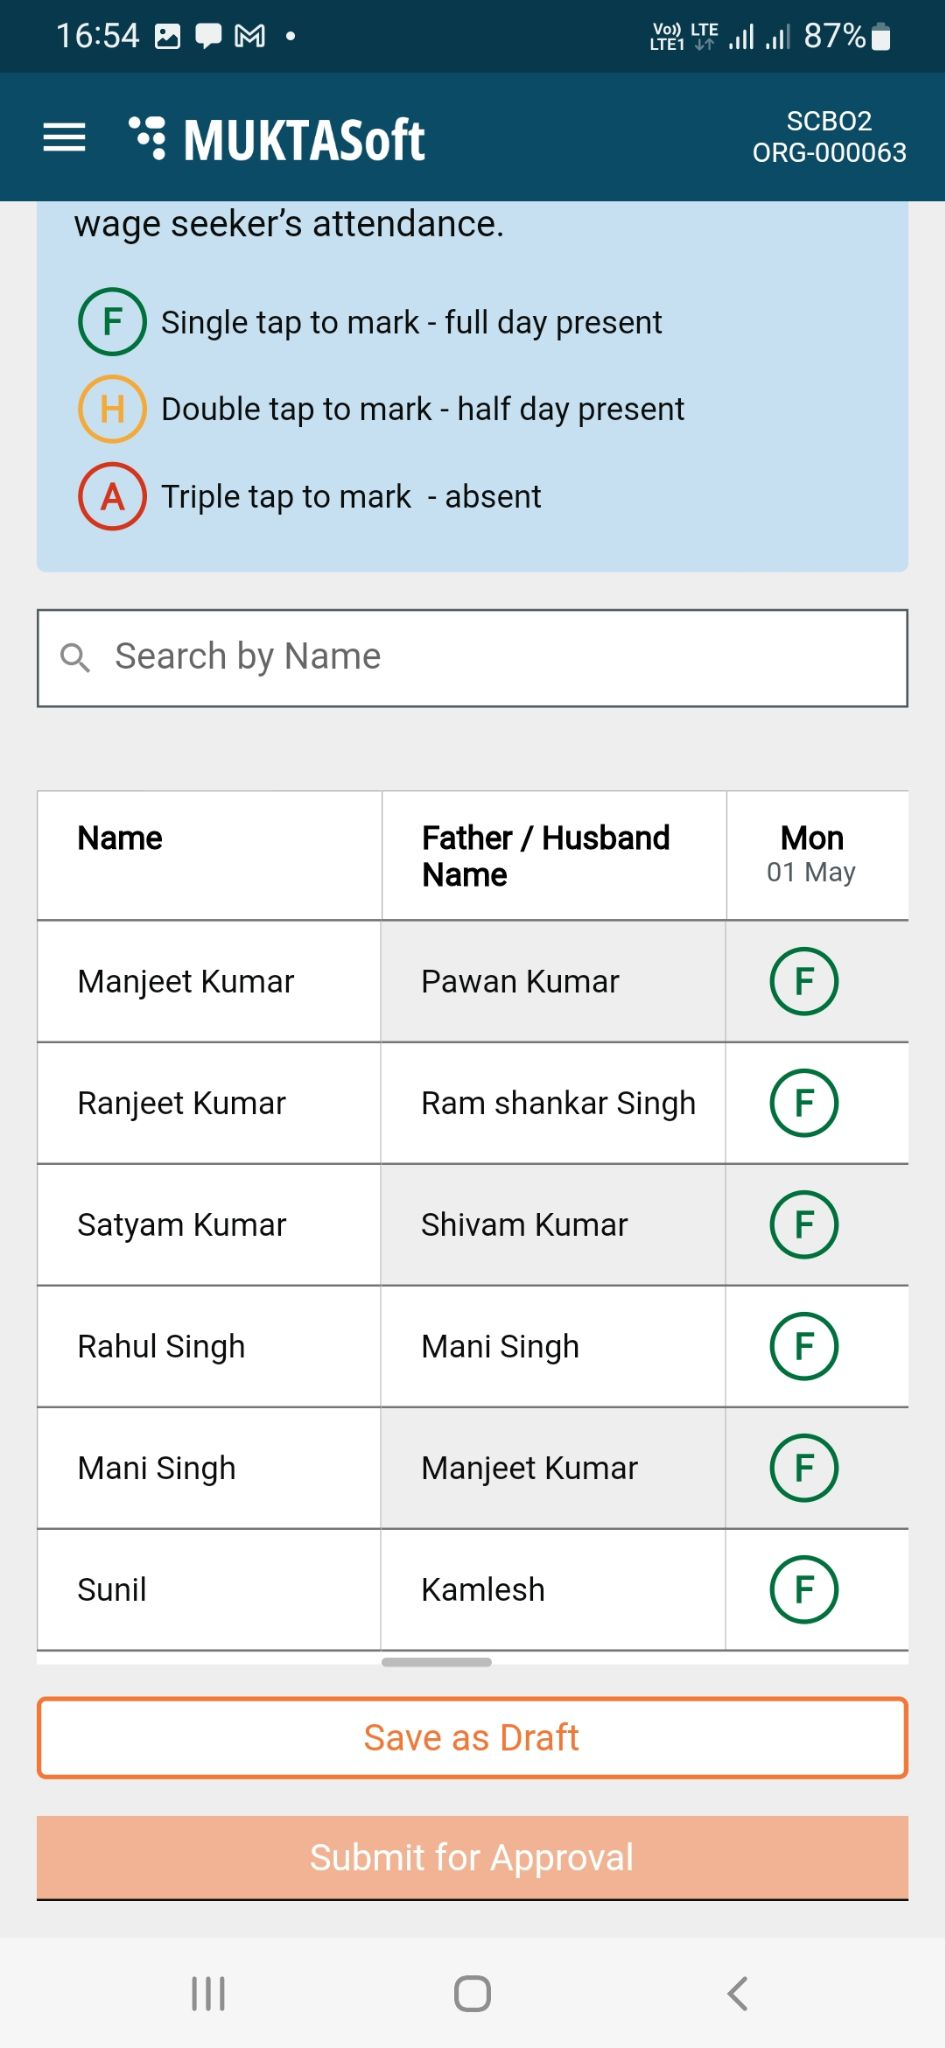 16:54
Vo)) LTE
LTE1
87%
MUKTASoft
SCBO2
ORG-000063
wage seeker's attendance.
F Single tap to mark - full day present
H Double tap to mark - half day present
A Triple tap to mark  - absent
Search by Name
Name Father / Husband Name Mon 01 May
Manjeet Kumar Pawan Kumar F
Ranjeet Kumar Ram shankar Singh F
Satyam Kumar Shivam Kumar F
Rahul Singh Mani Singh F
Mani Singh Manjeet Kumar F
Sunil Kamlesh F
Save as Draft
Submit for Approval